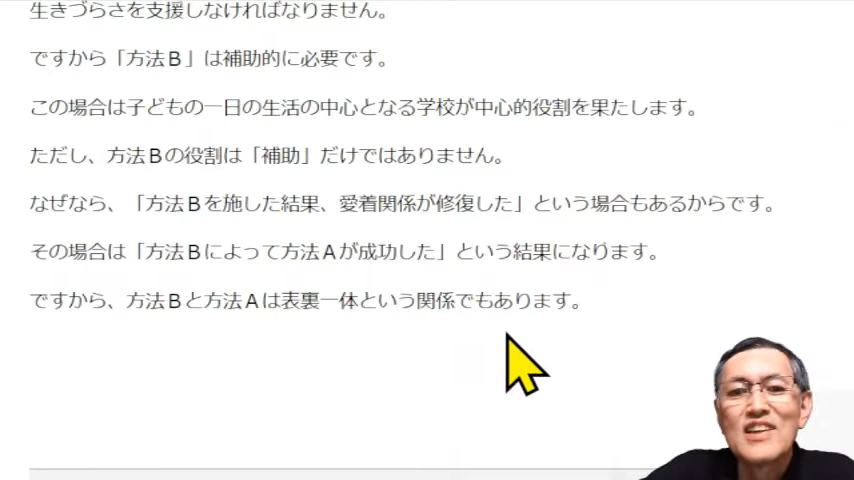 生きづらさを支援しなければなりません。
ですから「方法Ｂ」は補助的に必要です。
この場合は子どもの一日の生活の中心となる学校が中心的役割を果たします。
ただし、方法Ｂの役割は「補助」だけではありません。
なぜなら、「方法Ｂを施した結果、愛着関係が修復した」という場合もあるからです。
その場合は「方法Ｂによって方法Ａが成功した」という結果になります。
ですから、方法Ｂと方法Ａは表裏一体という関係でもあります。